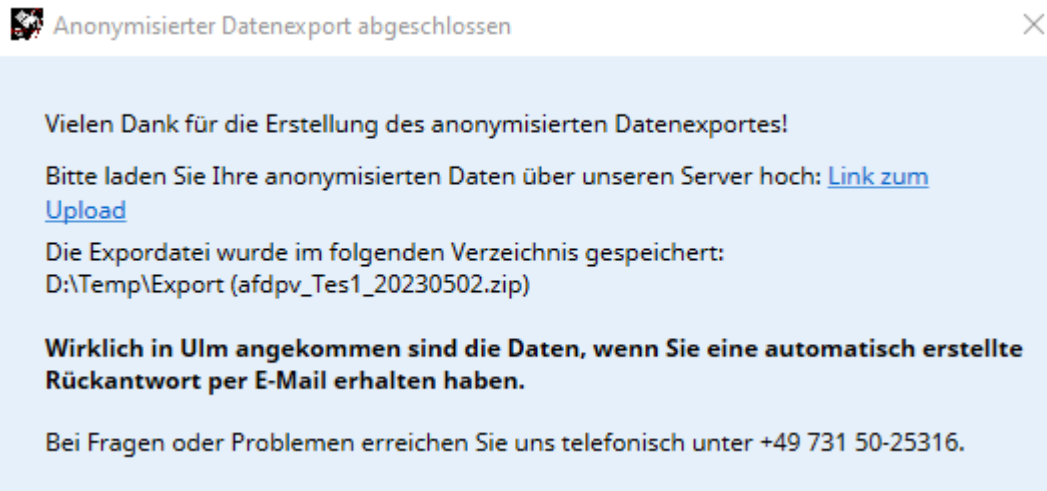 Anonymisierter Datenexport abgeschlossen
Vielen Dank für die Erstellung des anonymisierten Datenexportes!
Bitte laden Sie Ihre anonymisierten Daten über unseren Server hoch: Link zum
Upload
Die Expordatei wurde im folgenden Verzeichnis gespeichert:
D:\Temp\Export (afdpv_Tes1_20230502.zip)
Wirklich in Ulm angekommen sind die Daten, wenn Sie eine automatisch erstellte
Rückantwort per E-Mail erhalten haben.
Bei Fragen oder Problemen erreichen Sie uns telefonisch unter +49 731 50-25316.